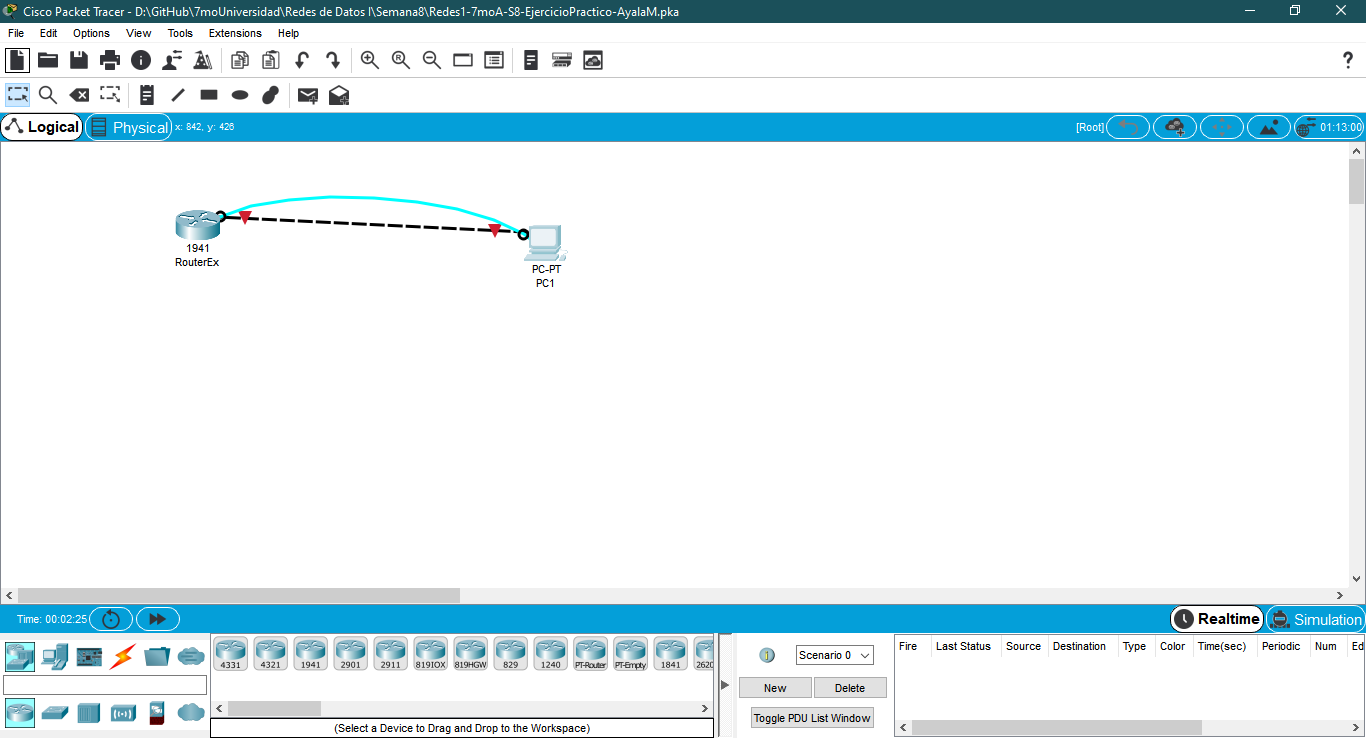 Cisco Packet Tracer - D:\GitHub\7moUniversidad\Redes de Datos I\Semana8\Redes1-7moA-S8-EjercicioPractico-AyalaM.pka
File Edit Options View Tools Extensions Help
Logical Physical x: 842, y: 426 [Root] 01:13:00
1941
RouterEx
PC-PT
PC1
Time: 00:02:25 Realtime Simulation
4331 4321 1941 2901 2911 819IOX 819HGW 829 1240 PT-Router PT-Empty 1841 2620
(Select a Device to Drag and Drop to the Workspace)
Scenario 0
New Delete
Toggle PDU List Window
Fire Last Status Source Destination Type Color Time(sec) Periodic Num Ed